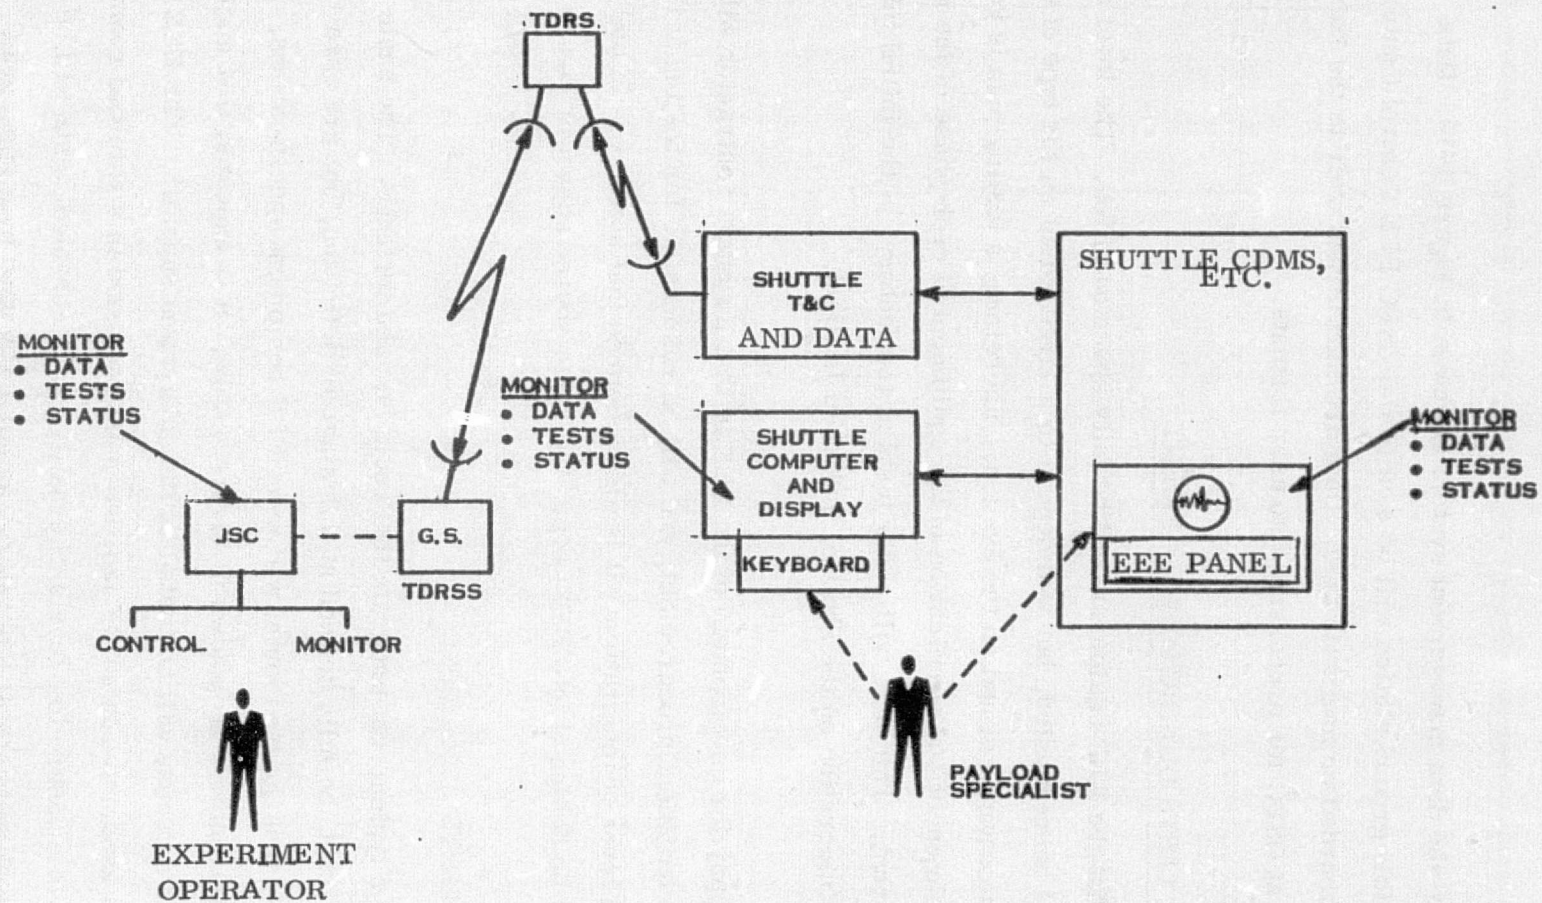 TDRS
SHUTTLE
T&C
AND DATA
SHUTTLE CDMS,
ETC.
MONITOR
• DATA
• TESTS
• STATUS
MONITOR
• DATA
• TESTS
• STATUS
SHUTTLE
COMPUTER
AND
DISPLAY
KEYBOARD
MONITOR
• DATA
• TESTS
• STATUS
EEE PANEL
JSC
G.S.
TDRSS
CONTROL
MONITOR
PAYLOAD
SPECIALIST
EXPERIMENT
OPERATOR